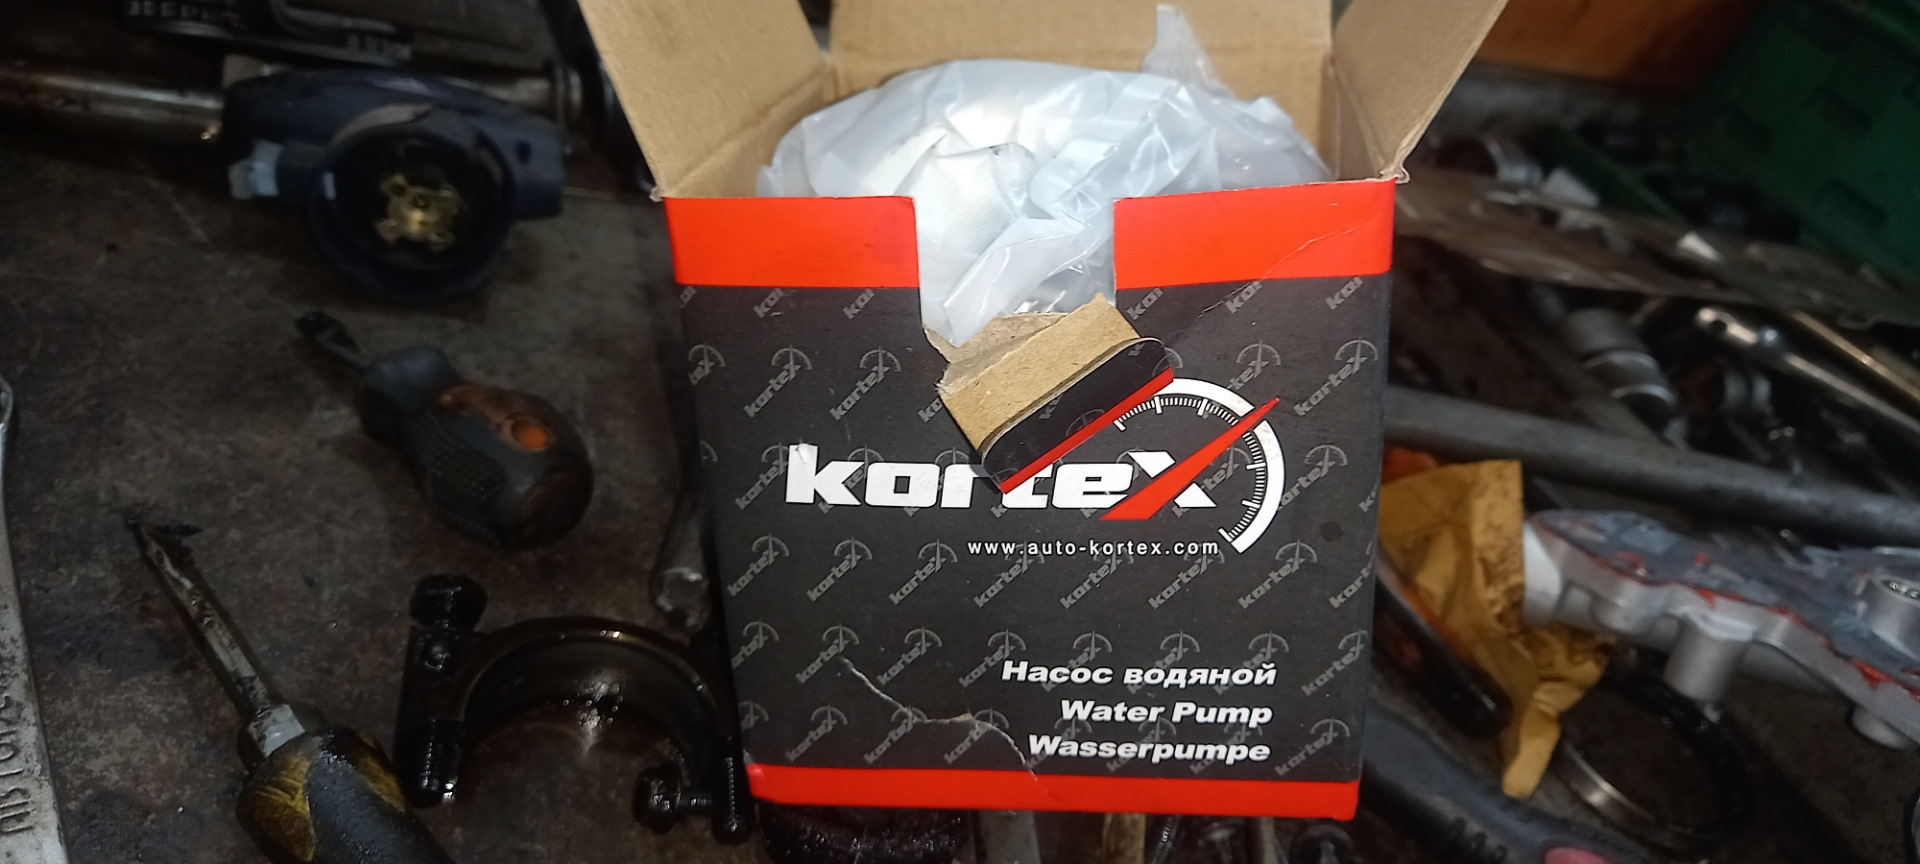 kortex
www.auto-kortex.com
Насос водяной
Water Pump
Wasserpumpe